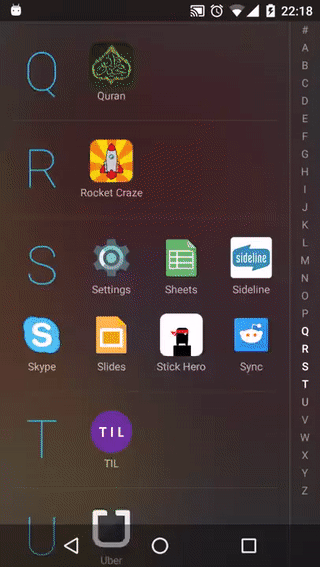 22:18
Q
Quran
R
Rocket Craze
S
Settings
Sheets
sideline
Sideline
Skype
Slides
Stick Hero
Sync
T
TIL
TIL
U
Uber
#
A
B
C
D
E
F
G
H
I
J
K
L
M
N
O
P
Q
R
S
T
U
V
W
X
Y
Z